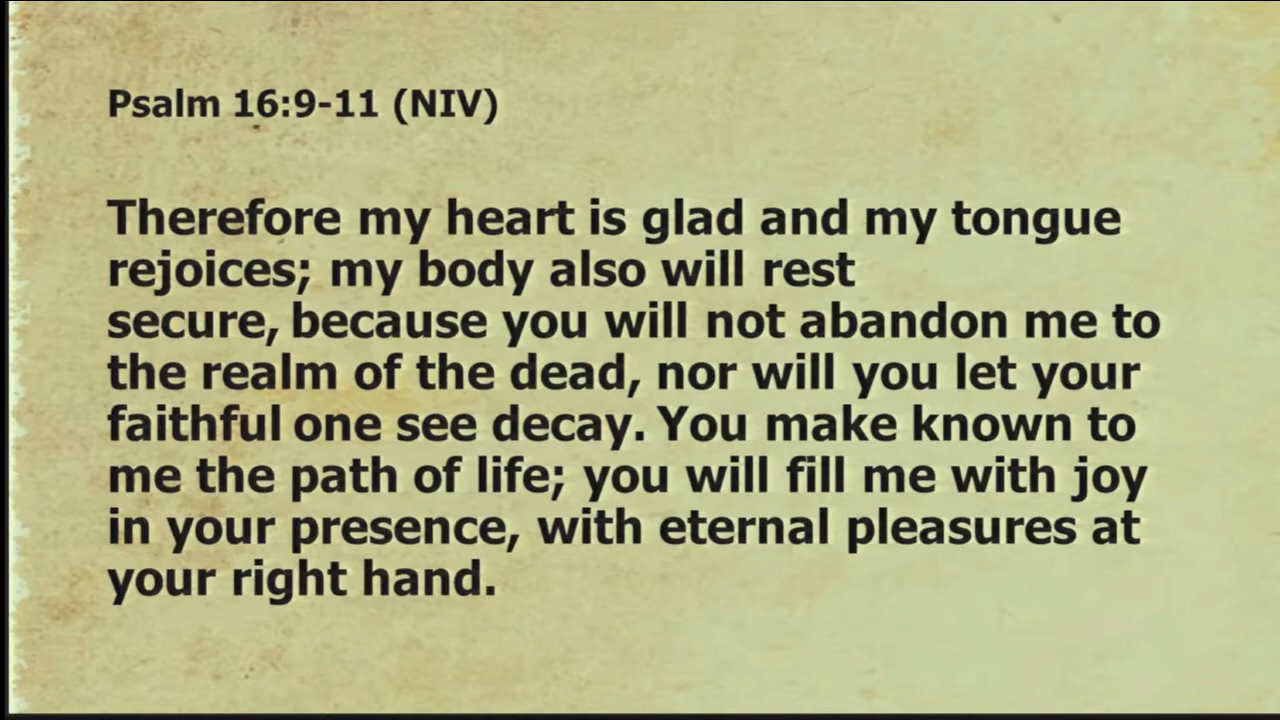 Psalm 16:9-11 (NIV)
Therefore my heart is glad and my tongue
rejoices; my body also will rest
secure, because you will not abandon me to
the realm of the dead, nor will you let your
faithful one see decay. You make known to
me the path of life; you will fill me with joy
in your presence, with eternal pleasures at
your right hand.